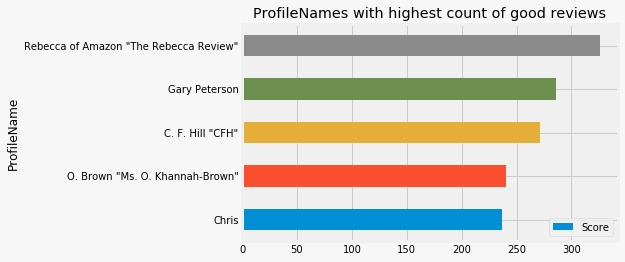 ProfileNames with highest count of good reviews
Rebecca of Amazon "The Rebecca Review"
Gary Peterson
C. F. Hill "CFH"
O. Brown "Ms. O. Khannah-Brown"
Chris
ProfileName
0 50 100 150 200 250 300
Score